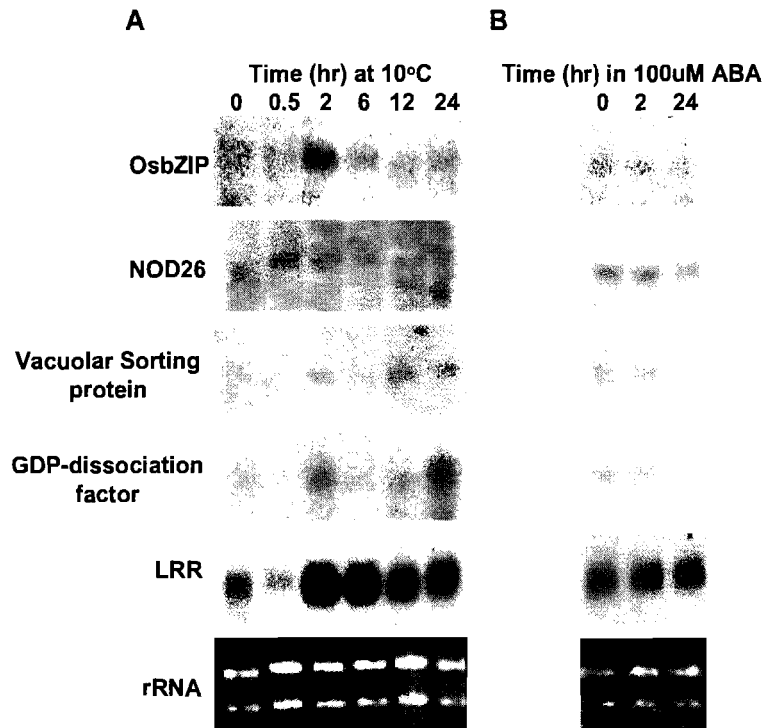 A
B
Time (hr) at 10°C
Time (hr) in 100uM ABA
0 0.5 2 6 12 24
0 2 24
OsbZIP
NOD26
Vacuolar Sorting
protein
GDP-dissociation
factor
LRR
rRNA